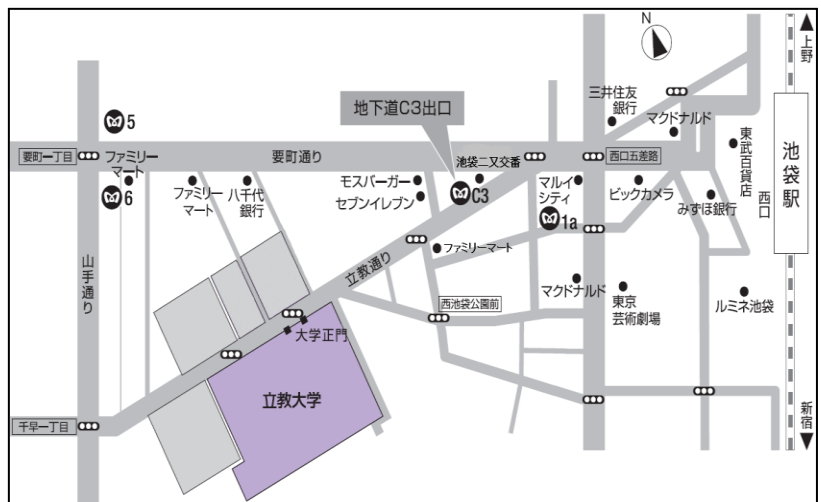 N
上野
地下道C3出口
三井住友
銀行
マクドナルド
5
要町一丁目
ファミリー
マート
要町通り
池袋二又交番
西口五差路
東武百貨店
池袋駅
西口
6
ファミリー
マート
八千代
銀行
モスバーガー
セブンイレブン
C3
マルイ
シティ
1a
ビックカメラ
みずほ銀行
ファミリーマート
山手通り
立教通り
マクドナルド
東京
芸術劇場
ルミネ池袋
西池袋公園前
大学正門
立教大学
千早一丁目
新宿